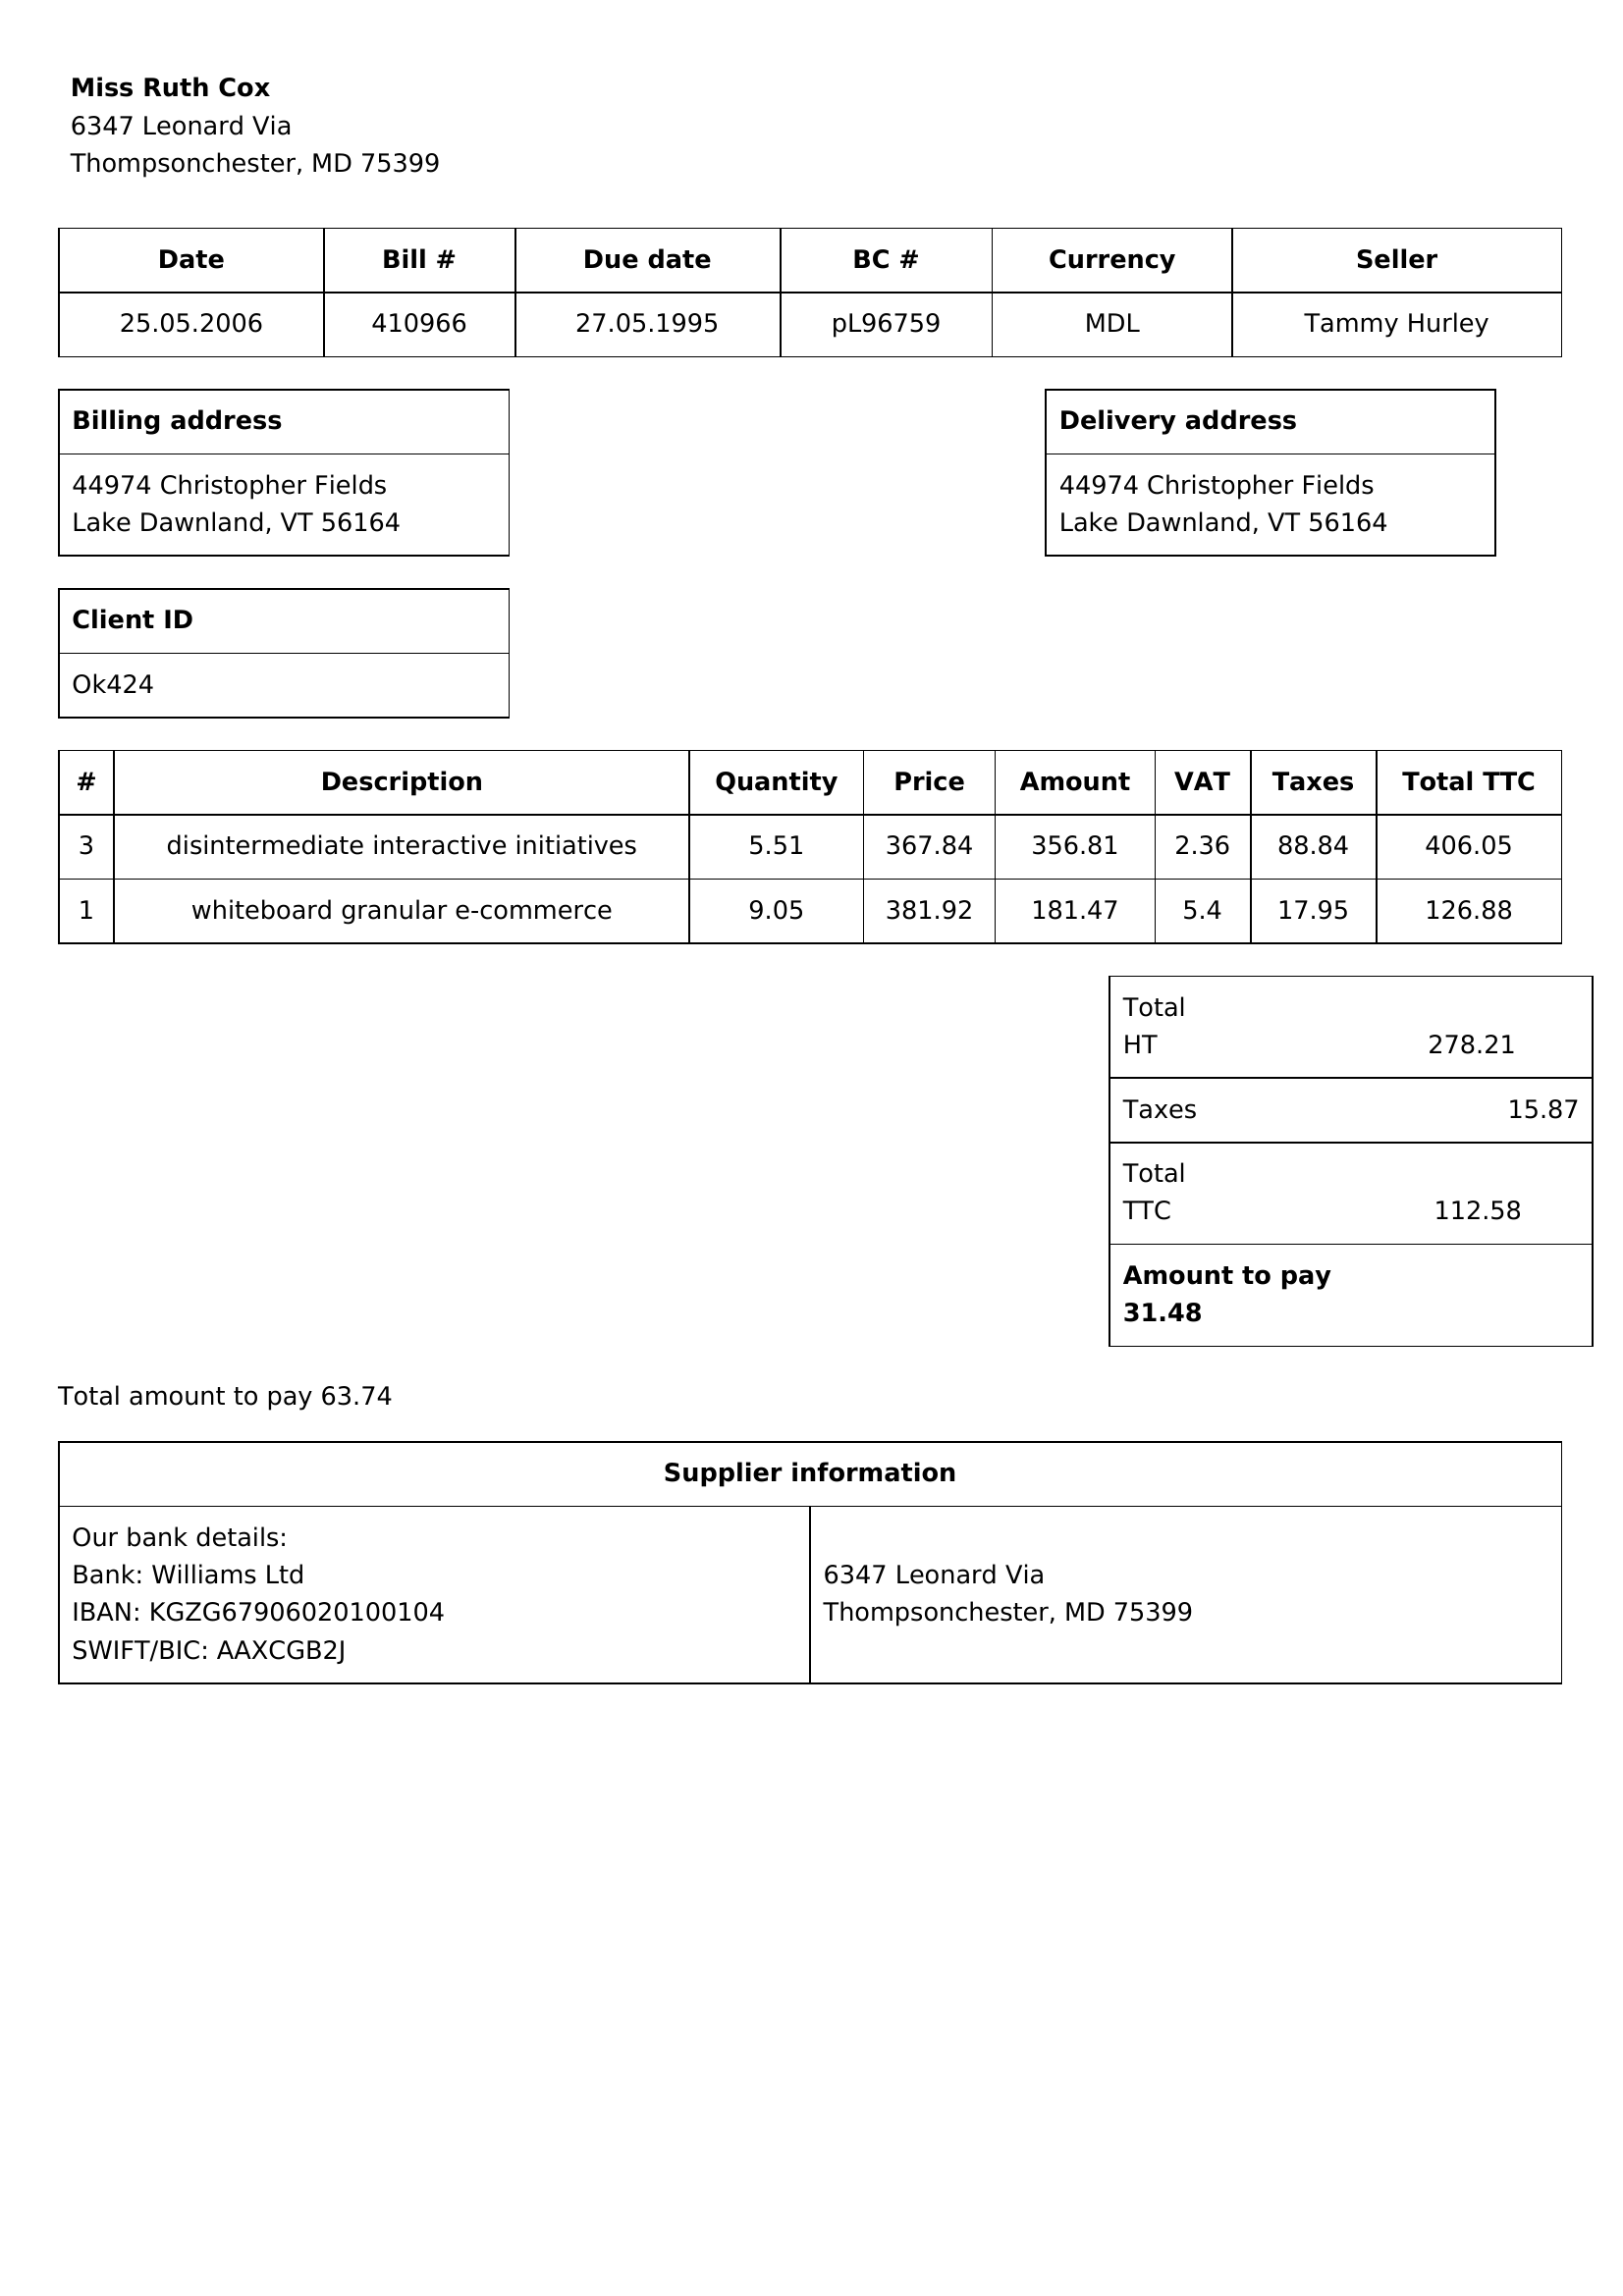 Miss Ruth Cox
6347 Leonard Via
Thompsonchester, MD 75399
Date Bill # Due date BC # Currency Seller
25.05.2006 410966 27.05.1995 pL96759 MDL Tammy Hurley
Billing address
44974 Christopher Fields
Lake Dawnland, VT 56164
Delivery address
44974 Christopher Fields
Lake Dawnland, VT 56164
Client ID
Ok424
# Description Quantity Price Amount VAT Taxes Total TTC
3 disintermediate interactive initiatives 5.51 367.84 356.81 2.36 88.84 406.05
1 whiteboard granular e-commerce 9.05 381.92 181.47 5.4 17.95 126.88
Total
HT 278.21
Taxes 15.87
Total
TTC 112.58
Amount to pay
31.48
Total amount to pay 63.74
Supplier information
Our bank details:
Bank: Williams Ltd
IBAN: KGZG67906020100104
SWIFT/BIC: AAXCGB2J
6347 Leonard Via
Thompsonchester, MD 75399